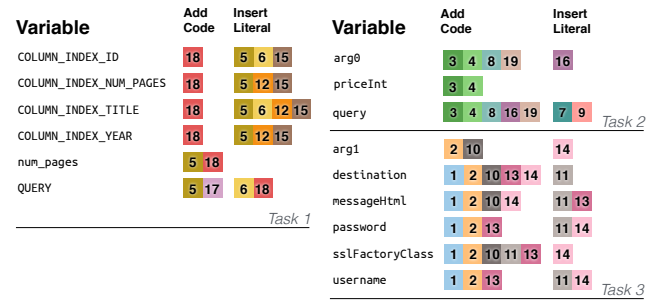 Variable Add Code Insert Literal
COLUMN_INDEX_ID 18 5 6 15
COLUMN_INDEX_NUM_PAGES 18 5 12 15
COLUMN_INDEX_TITLE 18 5 6 12 15
COLUMN_INDEX_YEAR 18 5 12 15
num_pages 5 18
QUERY 5 17 6 18
Task 1
Variable Add Code Insert Literal
arg0 3 4 8 19 16
priceInt 3 4
query 3 4 8 16 19 7 9
Task 2
arg1 2 10 14
destination 1 2 10 13 14 11
messageHtml 1 2 10 14 11 13
password 1 2 13 11 14
sslFactoryClass 1 2 10 11 13 14
username 1 2 13 11 14
Task 3